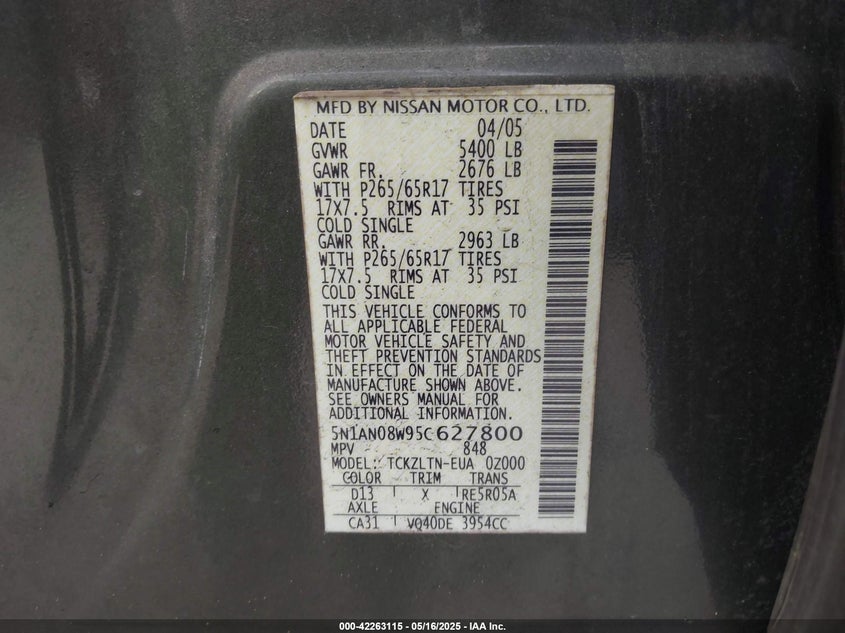 MFD BY NISSAN MOTOR CO., LTD.
DATE 04/05
GVWR 5400 LB
GAWR FR. 2676 LB
WITH P265/65R17 TIRES
17X7.5 RIMS AT 35 PSI
COLD SINGLE
GAWR RR. 2963 LB
WITH P265/65R17 TIRES
17X7.5 RIMS AT 35 PSI
COLD SINGLE
THIS VEHICLE CONFORMS TO
ALL APPLICABLE FEDERAL
MOTOR VEHICLE SAFETY AND
THEFT PREVENTION STANDARDS
IN EFFECT ON THE DATE OF
MANUFACTURE SHOWN ABOVE.
SEE OWNERS MANUAL FOR
ADDITIONAL INFORMATION.
5N1AN08W95C627800
MPV 848
MODEL: TCKZLTN-EUA 0Z000
COLOR TRIM TRANS
D13 X RE5R05A
AXLE ENGINE
CA31 VQ40DE 3954CC
000-42263115 - 05/16/2025 - IAA Inc.